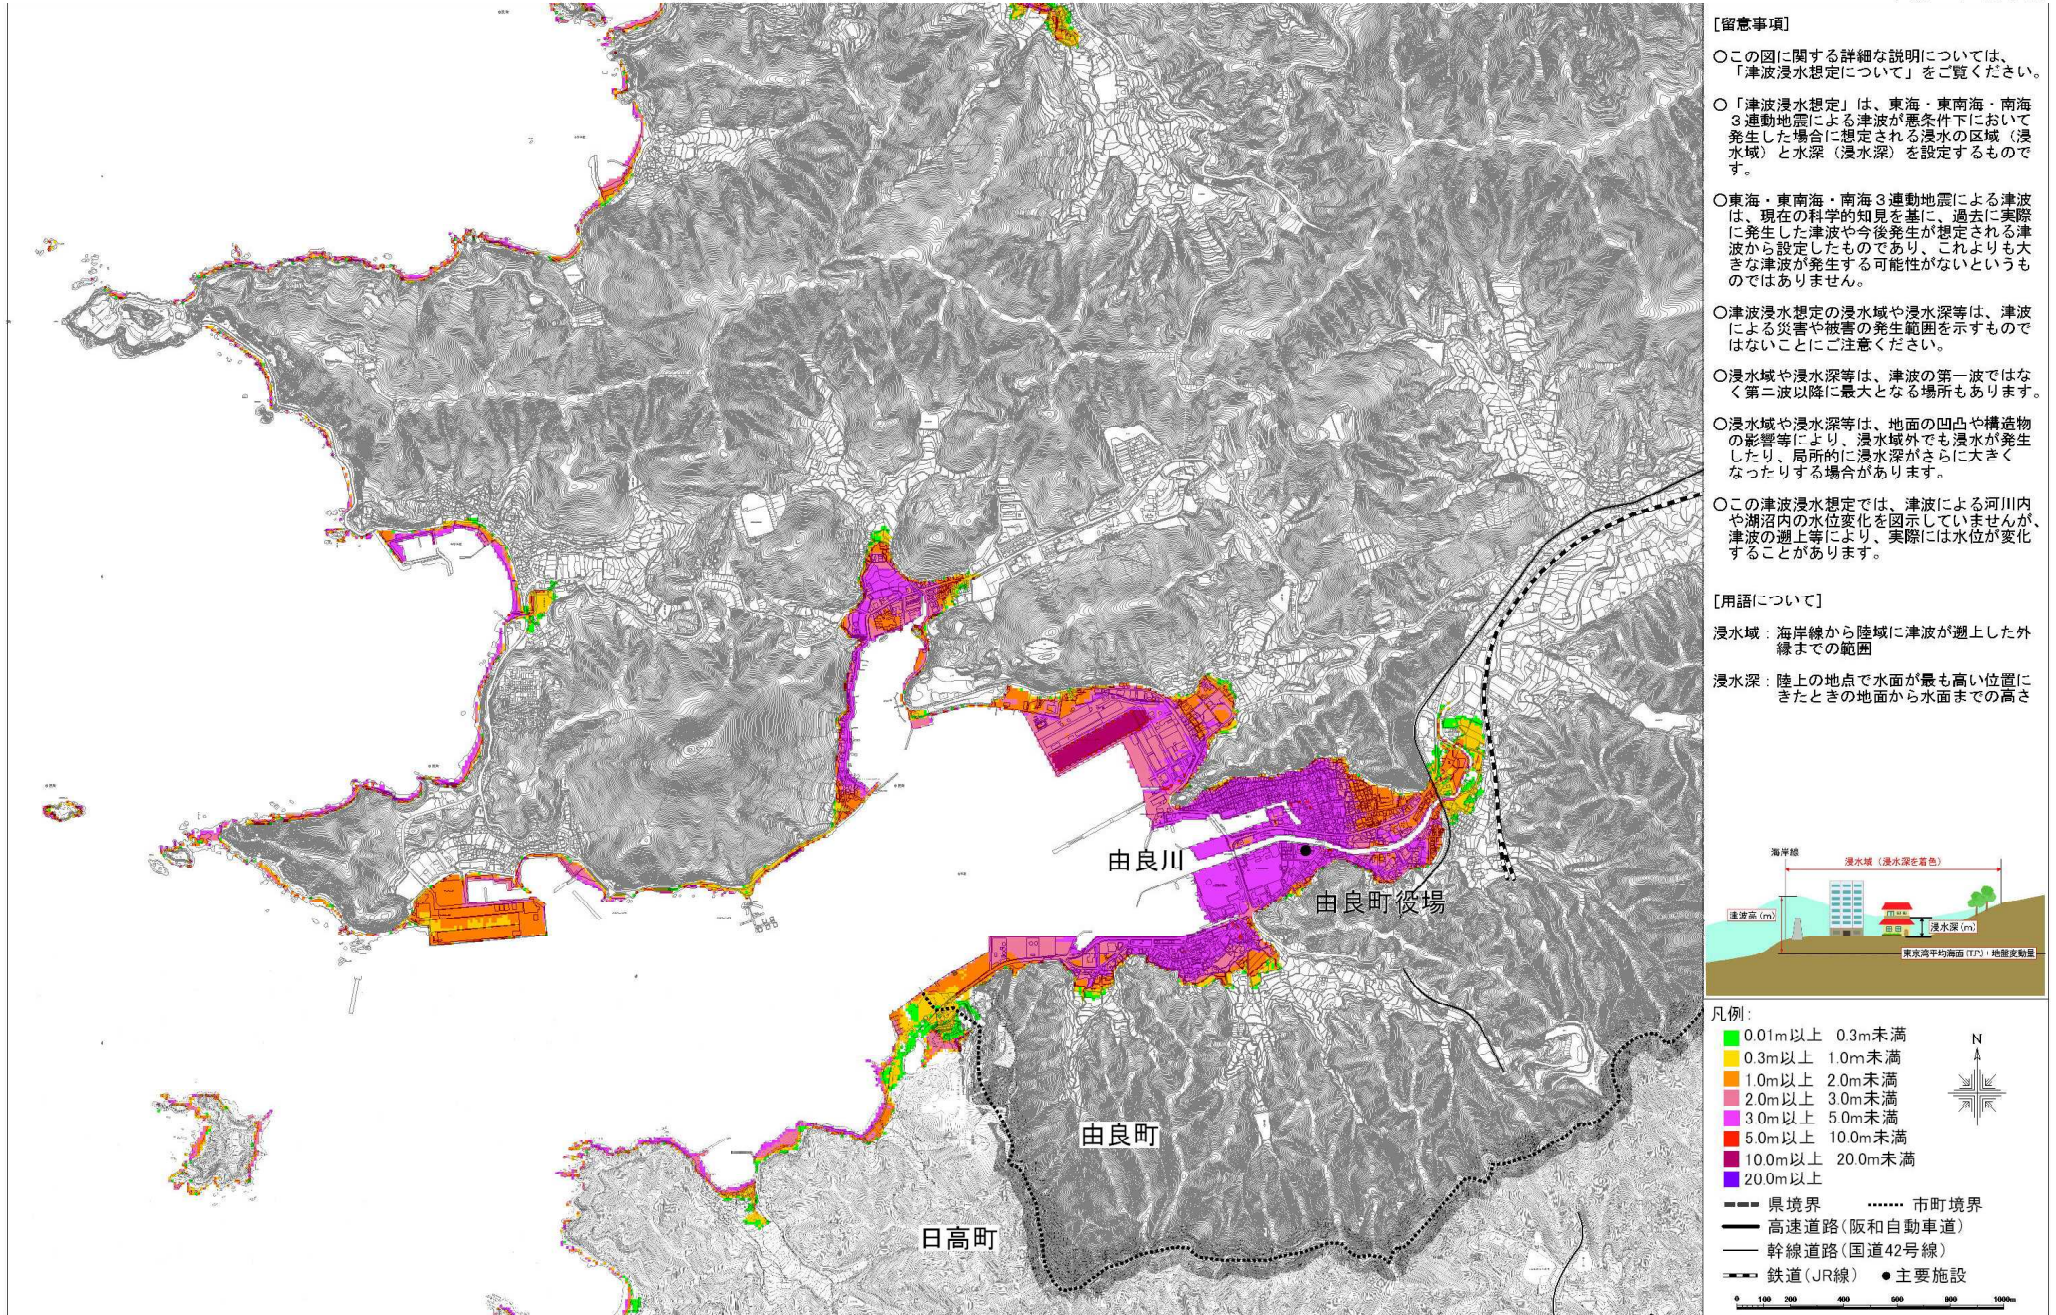 [留意事項]
○この図に関する詳細な説明については、
「津波浸水想定について」をご覧ください。
○「津波浸水想定」は、東海・東南海・南海
３連動地震による津波が悪条件下において
発生した場合に想定される浸水の区域（浸
水域）と水深（浸水深）を設定するもので
す。
○東海・東南海・南海３連動地震による津波
は、現在の科学的知見を基に、過去に実際
に発生した津波や今後発生が想定される津
波から設定したものであり、これよりも大
きな津波が発生する可能性がないというも
のではありません。
○津波浸水想定の浸水域や浸水深等は、津波
による災害や被害の発生範囲を示すもので
はないことにご注意ください。
○浸水域や浸水深等は、津波の第一波ではな
く第二波以降に最大となる場所もあります。
○浸水域や浸水深等は、地面の凹凸や構造物
の影響等により、浸水域外でも浸水が発生
したり、局所的に浸水深がさらに大きく
なったりする場合があります。
○この津波浸水想定では、津波による河川内
や湖沼内の水位変化を図示していませんが、
津波の遡上等により、実際には水位が変化
することがあります。
[用語について]
浸水域：海岸線から陸域に津波が遡上した外
縁までの範囲
浸水深：陸上の地点で水面が最も高い位置に
きたときの地面から水面までの高さ
海岸線
浸水域（浸水深を着色）
津波高(m)
浸水深(m)
由良川
由良町役場
由良町
日高町
凡例：
0.01m以上 0.3m未満
0.3m以上 1.0m未満
1.0m以上 2.0m未満
2.0m以上 3.0m未満
3.0m以上 5.0m未満
5.0m以上 10.0m未満
10.0m以上 20.0m未満
20.0m以上
N
県境界 市町境界
高速道路(阪和自動車道)
幹線道路(国道42号線)
鉄道(JR線) ●主要施設
0 100 200 400 600 800 1000m